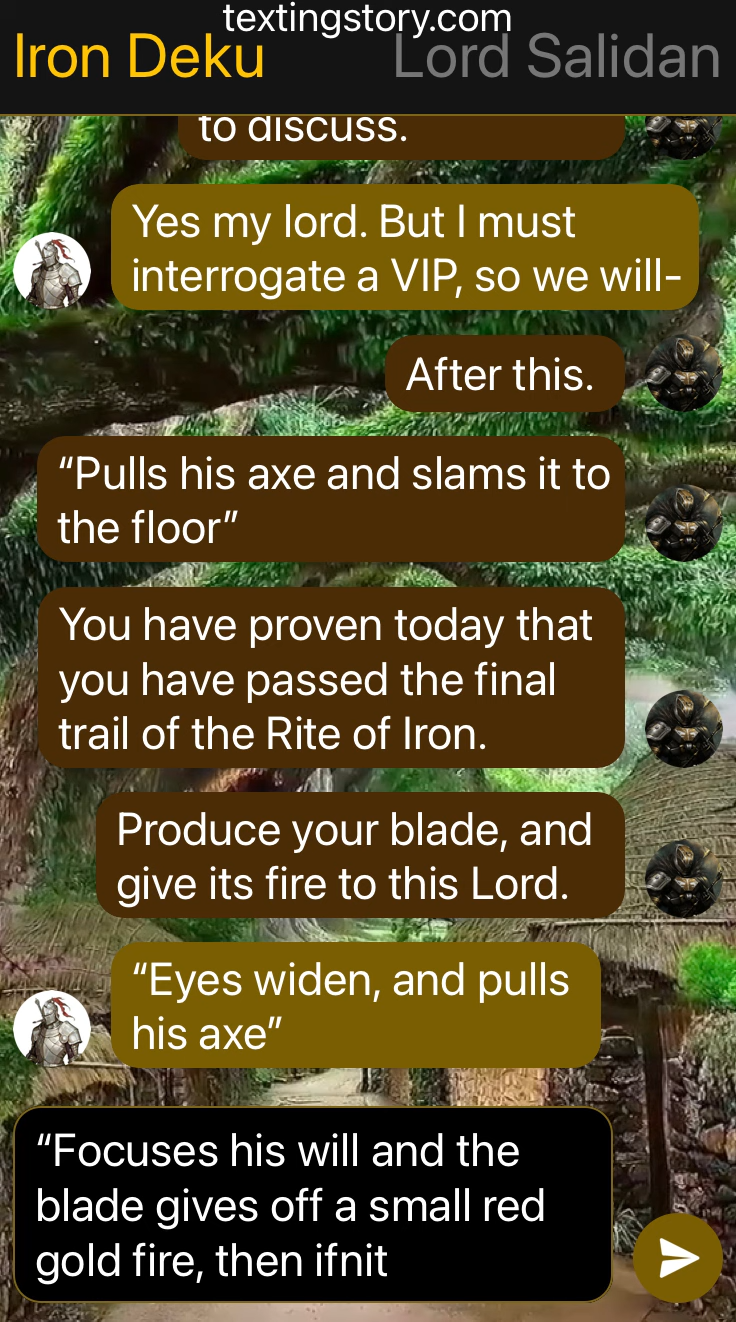 textingstory.com
Iron Deku Lord Salidan
to discuss.
Yes my lord. But I must
interrogate a VIP, so we will-
After this.
“Pulls his axe and slams it to
the floor”
You have proven today that
you have passed the final
trail of the Rite of Iron.
Produce your blade, and
give its fire to this Lord.
“Eyes widen, and pulls
his axe”
“Focuses his will and the
blade gives off a small red
gold fire, then ifnit